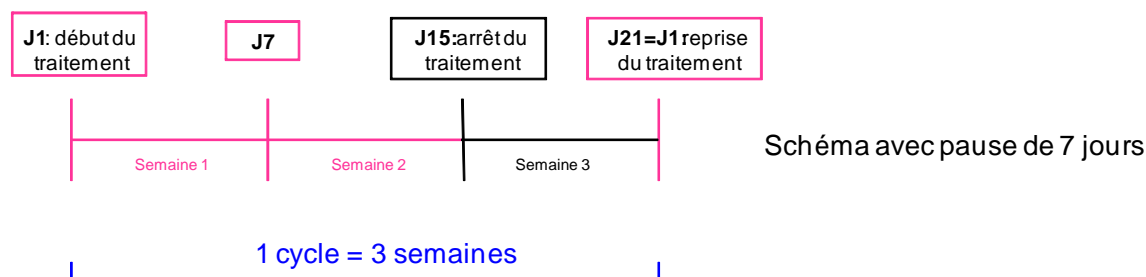 J1: début du
traitement
J7
J15:arrêt du
traitement
J21=J1:reprise
du traitement
Semaine 1
Semaine 2
Semaine 3
Schéma avec pause de 7 jours
1 cycle = 3 semaines